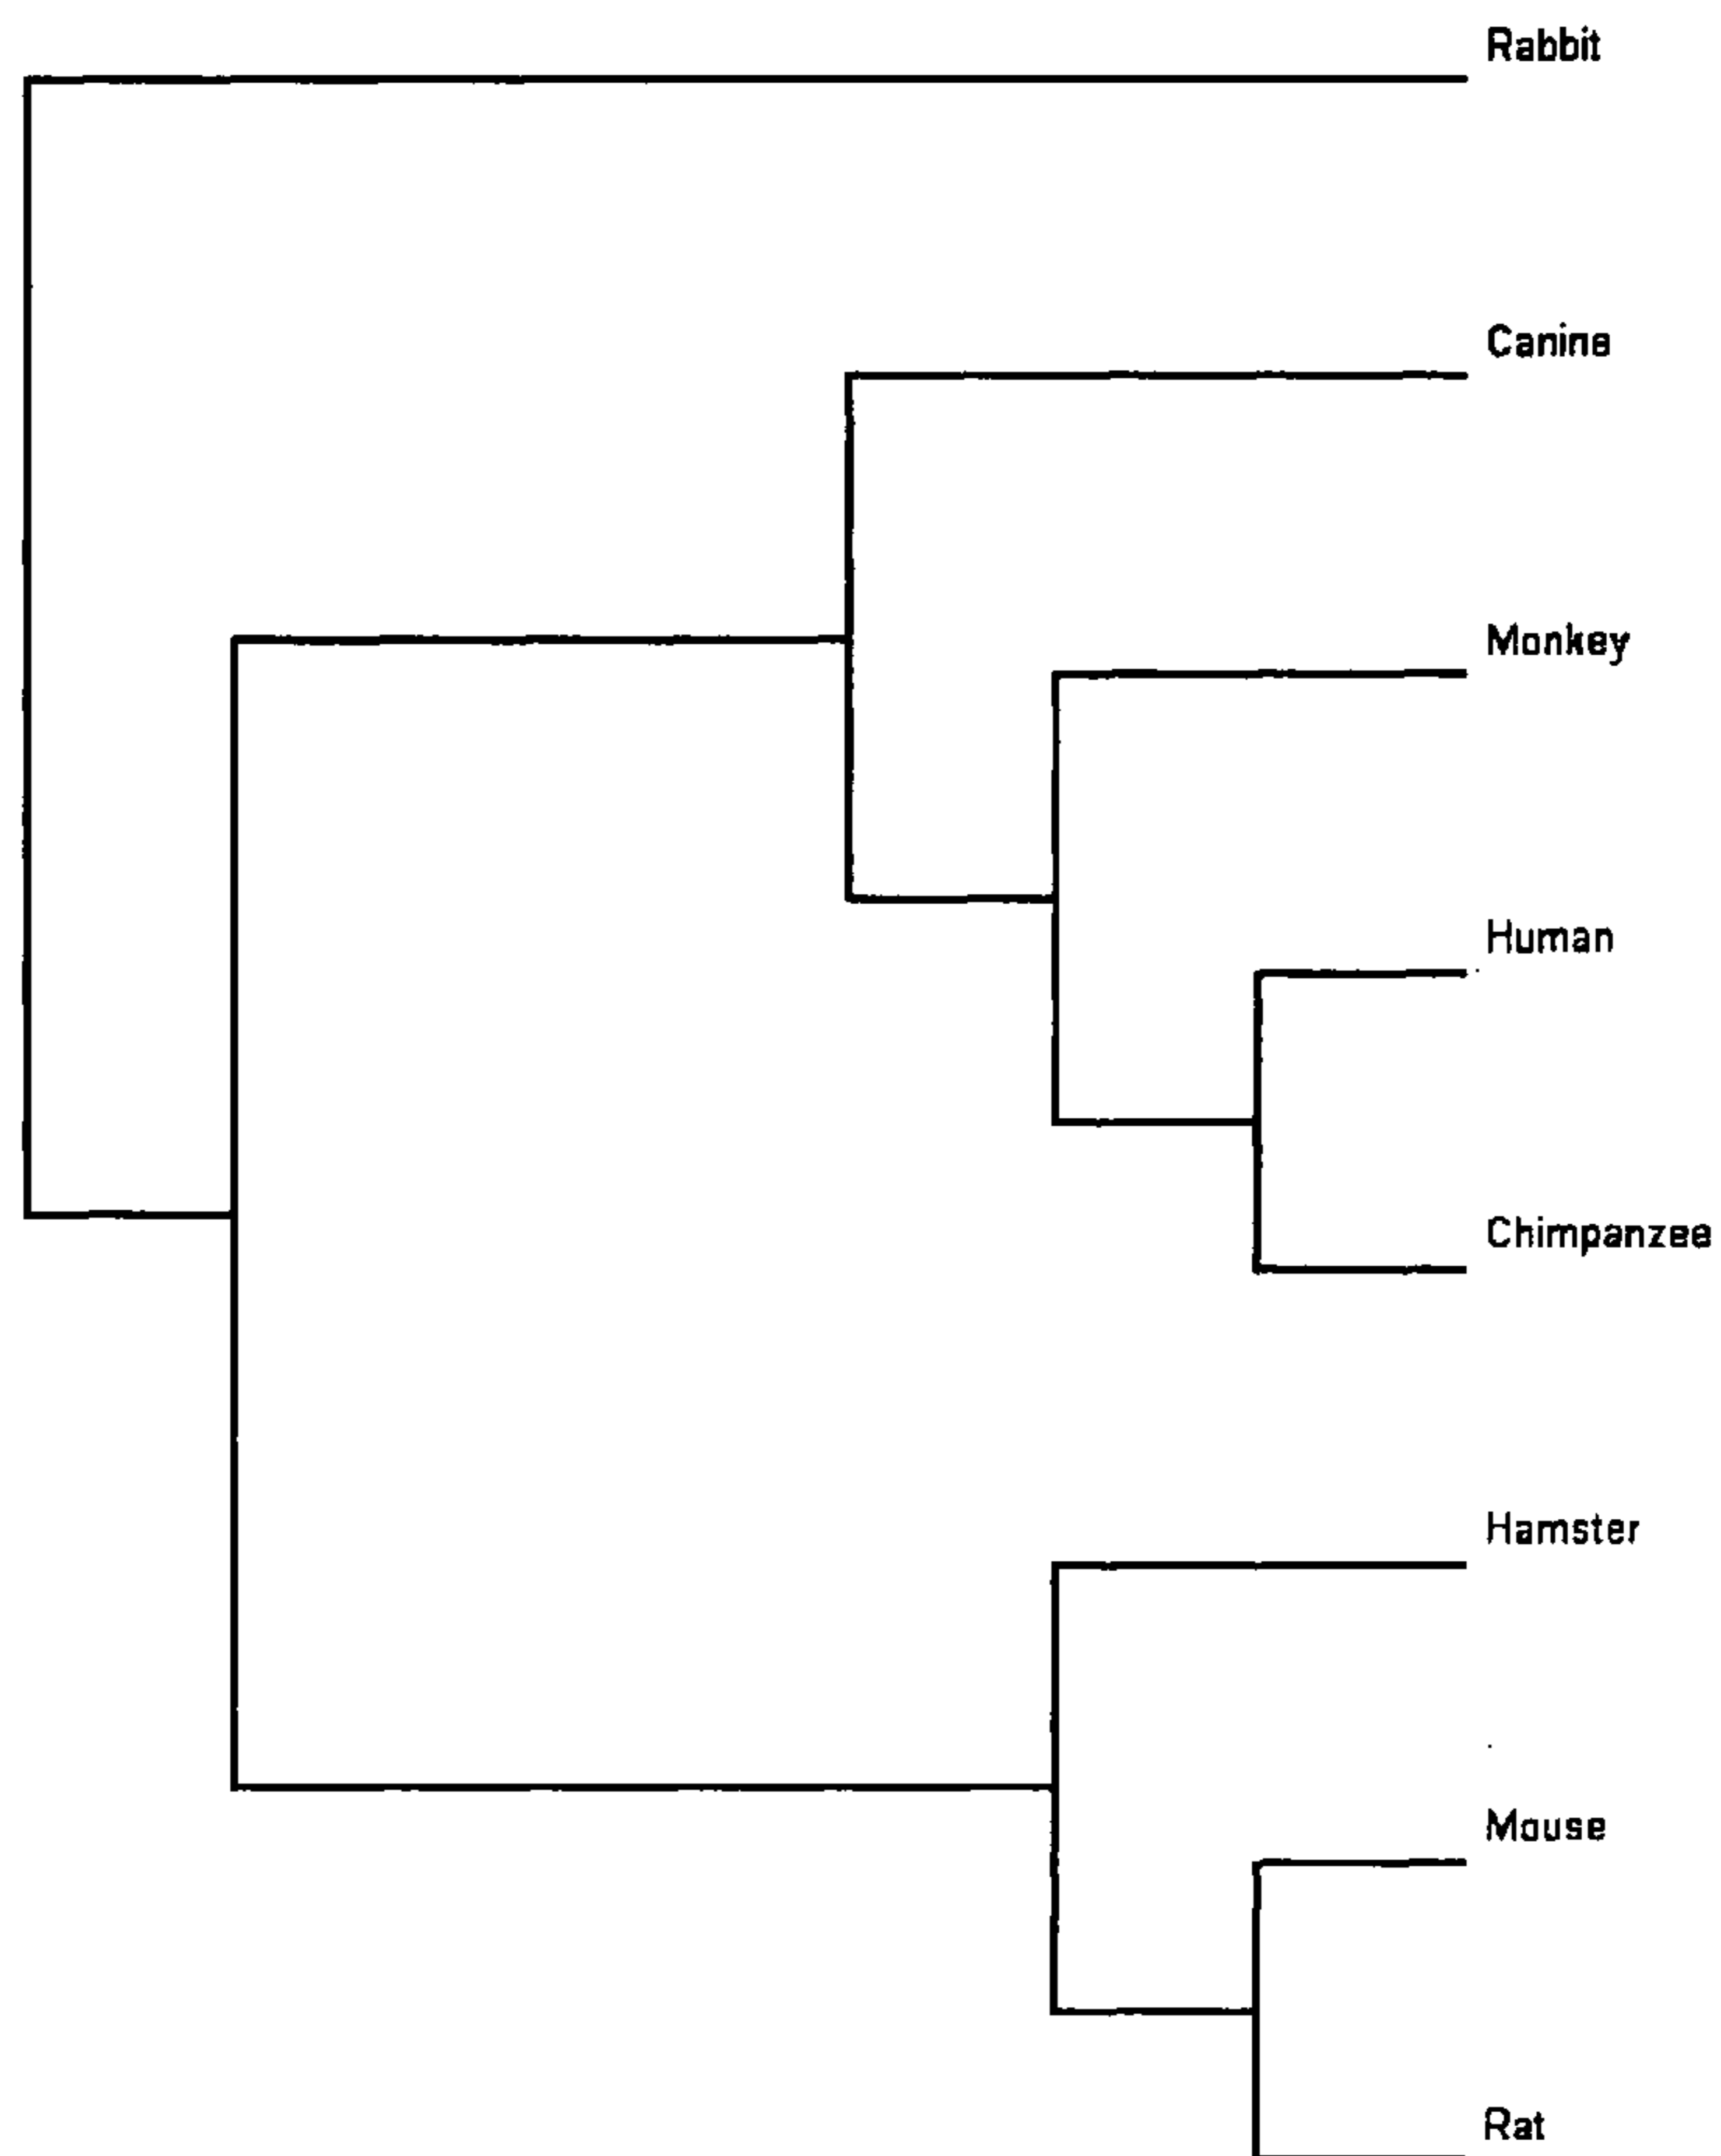 Rabbit
Canine
Monkey
Human
Chimpanzee
Hamster
Mouse
Rat